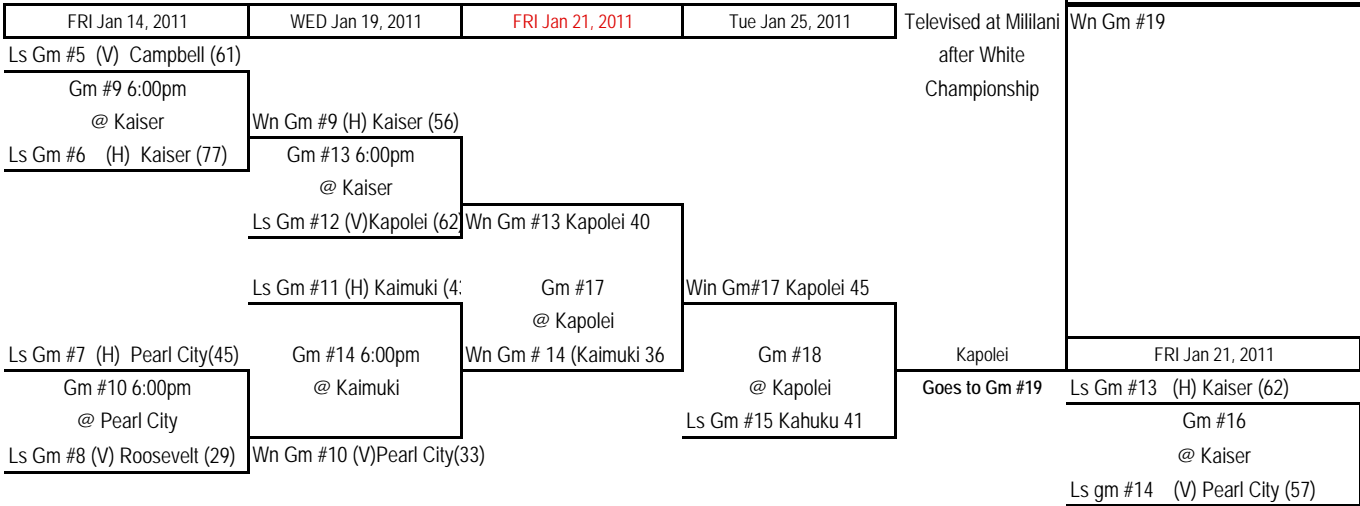 FRI Jan 14, 2011 WED Jan 19, 2011 FRI Jan 21, 2011 Tue Jan 25, 2011 Televised at Mililani Wn Gm #19
Ls Gm #5 (V) Campbell (61) after White
Gm #9 6:00pm Championship
@ Kaiser Wn Gm #9 (H) Kaiser (56)
Ls Gm #6 (H) Kaiser (77) Gm #13 6:00pm
@ Kaiser
Ls Gm #12 (V)Kapolei (62) Wn Gm #13 Kapolei 40
Ls Gm #11 (H) Kaimuki (43 Gm #17 Win Gm#17 Kapolei 45
@ Kapolei
Ls Gm #7 (H) Pearl City(45) Gm #14 6:00pm Wn Gm # 14 (Kaimuki 36 Gm #18 Kapolei FRI Jan 21, 2011
Gm #10 6:00pm @ Kaimuki @ Kapolei Goes to Gm #19 Ls Gm #13 (H) Kaiser (62)
@ Pearl City Ls Gm #15 Kahuku 41 Gm #16
Ls Gm #8 (V) Roosevelt (29) Wn Gm #10 (V)Pearl City(33) @ Kaiser
Ls gm #14 (V) Pearl City (57)